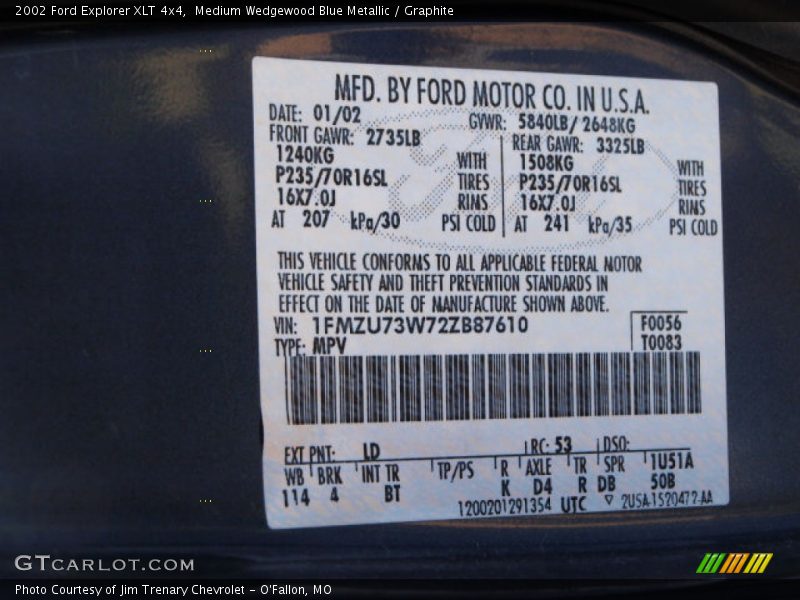 2002 Ford Explorer XLT 4x4, Medium Wedgewood Blue Metallic / Graphite
MFD. BY FORD MOTOR CO. IN U.S.A.
DATE: 01/02 GVWR: 5840LB/ 2648KG
FRONT GAWR: 2735LB REAR GAWR: 3325LB
1240KG WITH 1508KG WITH
P235/70R16SL TIRES P235/70R16SL TIRES
16X7.0J RINS 16X7.0J RINS
AT 207 kPa/30 PSI COLD AT 241 kPa/35 PSI COLD
THIS VEHICLE CONFORMS TO ALL APPLICABLE FEDERAL MOTOR
VEHICLE SAFETY AND THEFT PREVENTION STANDARDS IN
EFFECT ON THE DATE OF MANUFACTURE SHOWN ABOVE.
VIN: 1FMZU73W72ZB87610 F0056
TYPE: MPV T0083
EXT PNT: LD RC: 53 DSO:
WB BRK INT TR TP/PS R AXLE TR SPR 1U51A
114 4 BT K D4 R DB 50B
1200201291354 UTC ▽ 2USA-1520472-AA
GTCARLOT.COM
Photo Courtesy of Jim Trenary Chevrolet - O'Fallon, MO